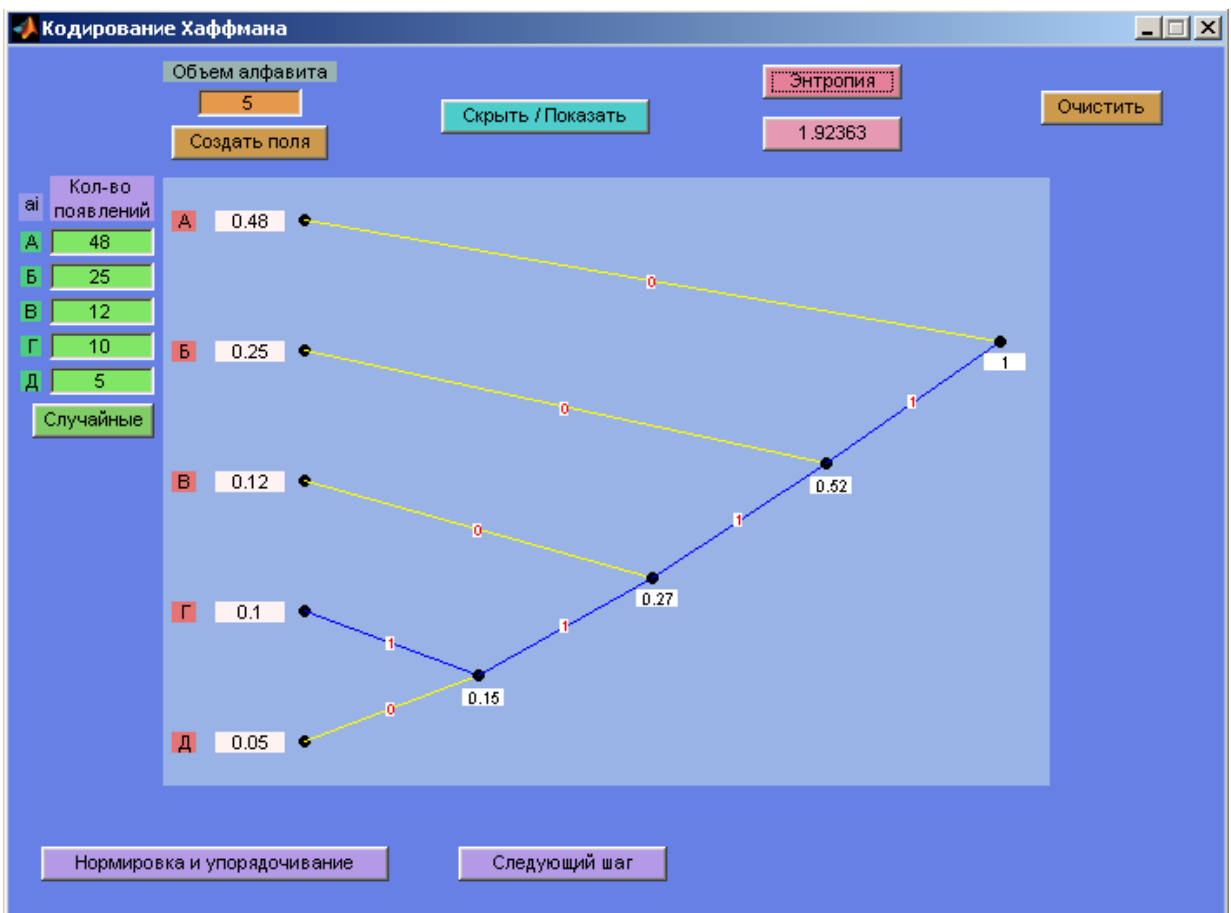 Кодирование Хаффмана
Объем алфавита
5
Создать поля
Скрыть / Показать
Энтропия
1.92363
Очистить
ai
Кол-во
появлений
А 48
Б 25
В 12
Г 10
Д 5
Случайные
А 0.48
0
1
1
Б 0.25
0
0.52
В 0.12
1
0
0.27
Г 0.1
1
1
0.15
0
Д 0.05
Нормировка и упорядочивание
Следующий шаг